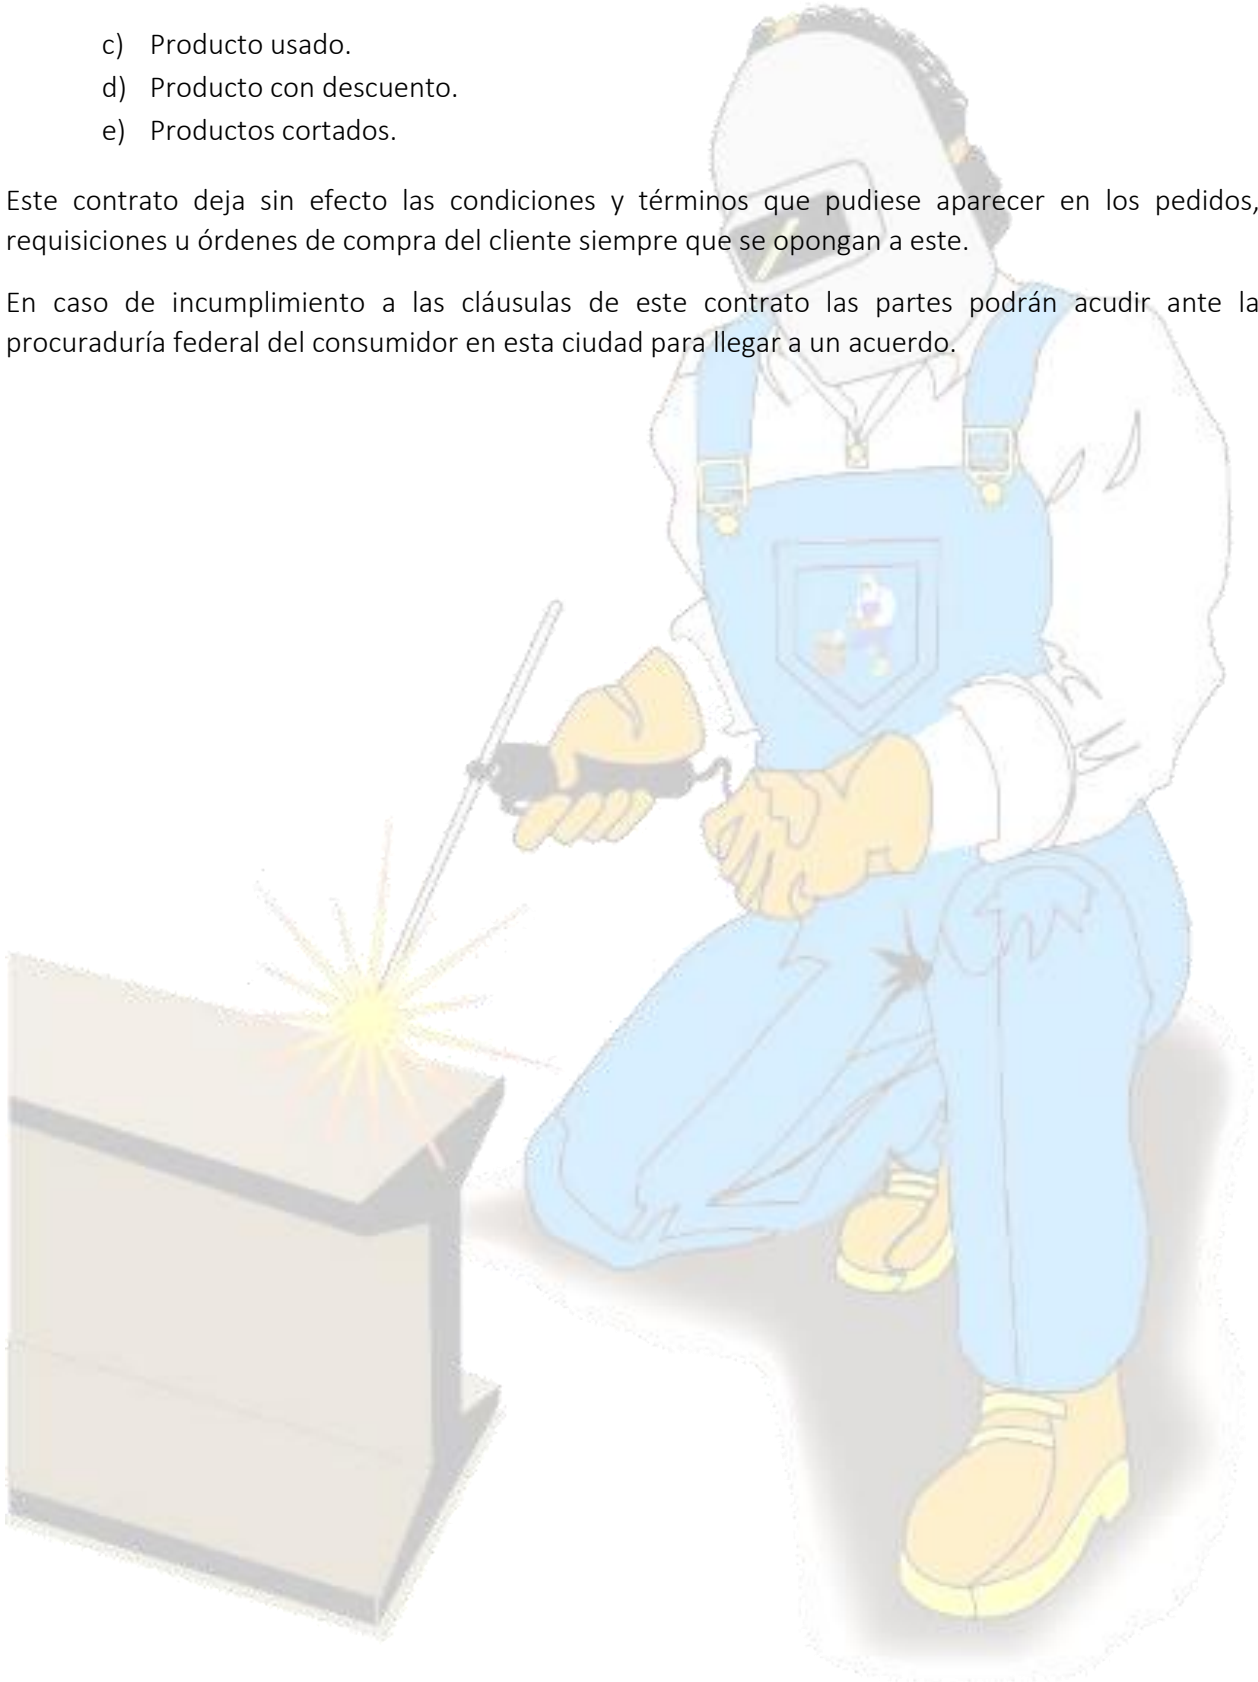 c) Producto usado.
d) Producto con descuento.
e) Productos cortados.
Este contrato deja sin efecto las condiciones y términos que pudiese aparecer en los pedidos,
requisiciones u órdenes de compra del cliente siempre que se opongan a este.
En caso de incumplimiento a las cláusulas de este contrato las partes podrán acudir ante la
procuraduría federal del consumidor en esta ciudad para llegar a un acuerdo.